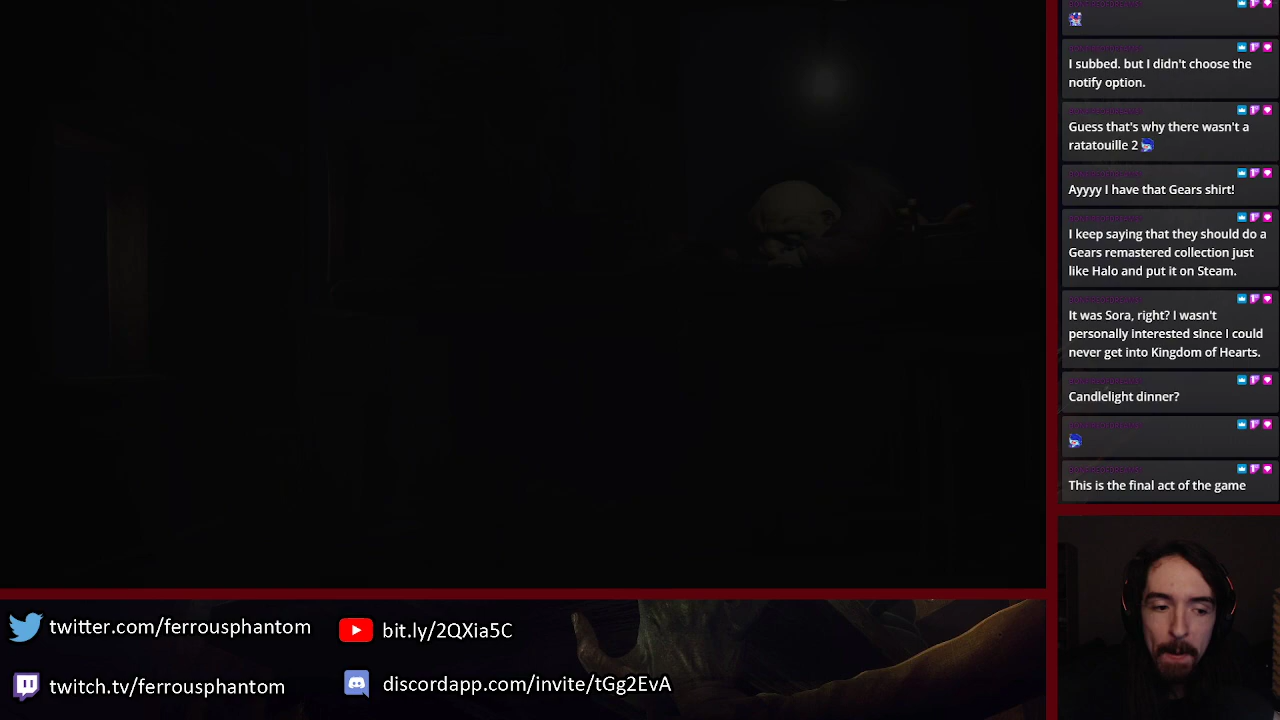 I subbed. but I didn't choose the
notify option.
Guess that's why there wasn't a
ratatouille 2
Ayyyy I have that Gears shirt!
I keep saying that they should do a
Gears remastered collection just
like Halo and put it on Steam.
It was Sora, right? I wasn't
personally interested since I could
never get into Kingdom of Hearts.
Candlelight dinner?
This is the final act of the game
twitter.com/ferrousphantom
bit.ly/2QXia5C
twitch.tv/ferrousphantom
discordapp.com/invite/tGg2EvA